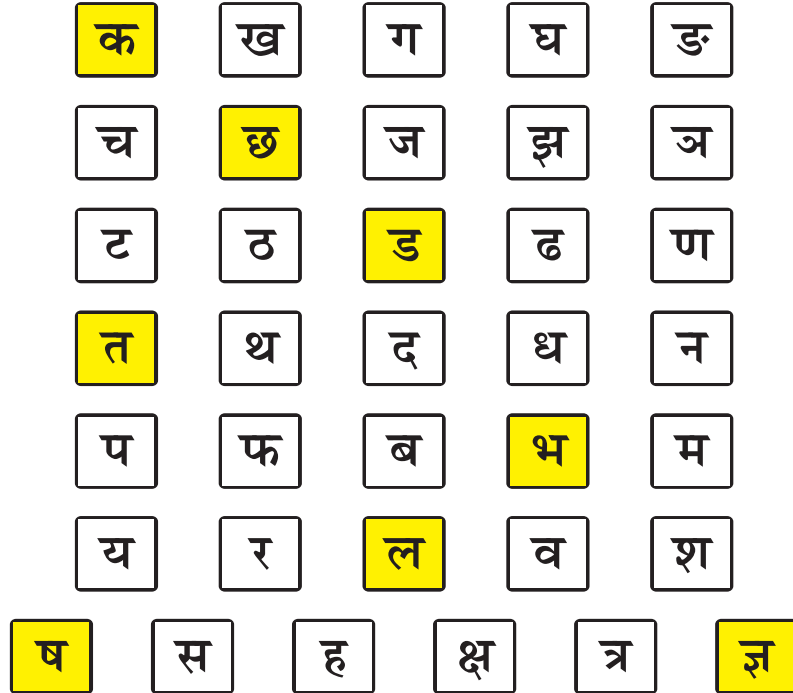 क ख ग घ ङ
च छ ज झ ञ
ट ठ ड ढ ण
त थ द ध न
प फ ब भ म
य र ल व श
ष स ह क्ष त्र ज्ञ